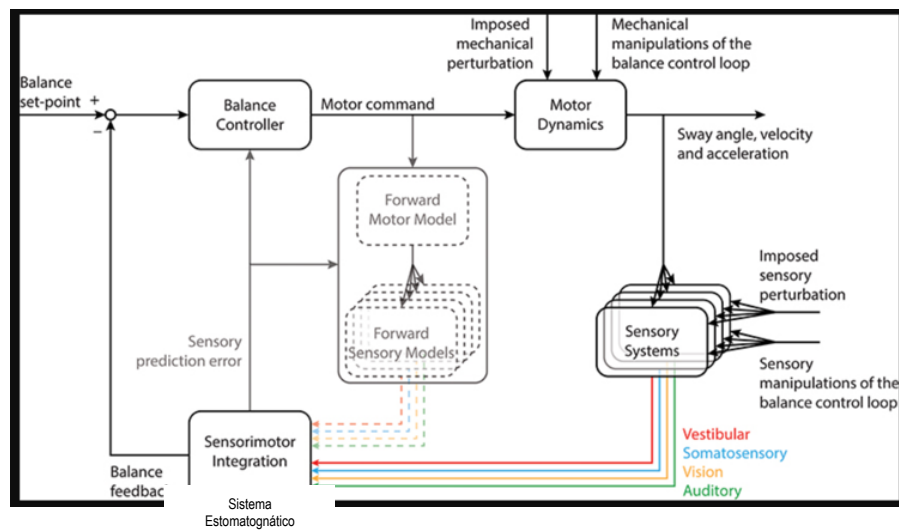 Imposed
mechanical
perturbation
Mechanical
manipulations of the
balance control loop
Balance
set-point
+
−
Balance
Controller
Motor command
Motor
Dynamics
Sway angle, velocity
and acceleration
Forward
Motor Model
Forward
Sensory Models
Sensory
prediction error
Imposed
sensory
perturbation
Sensory
Systems
Sensory
manipulations of the
balance control loop
Sensorimotor
Integration
Balance
Vestibular
Somatosensory
Vision
Auditory
Sistema
Estomatognático